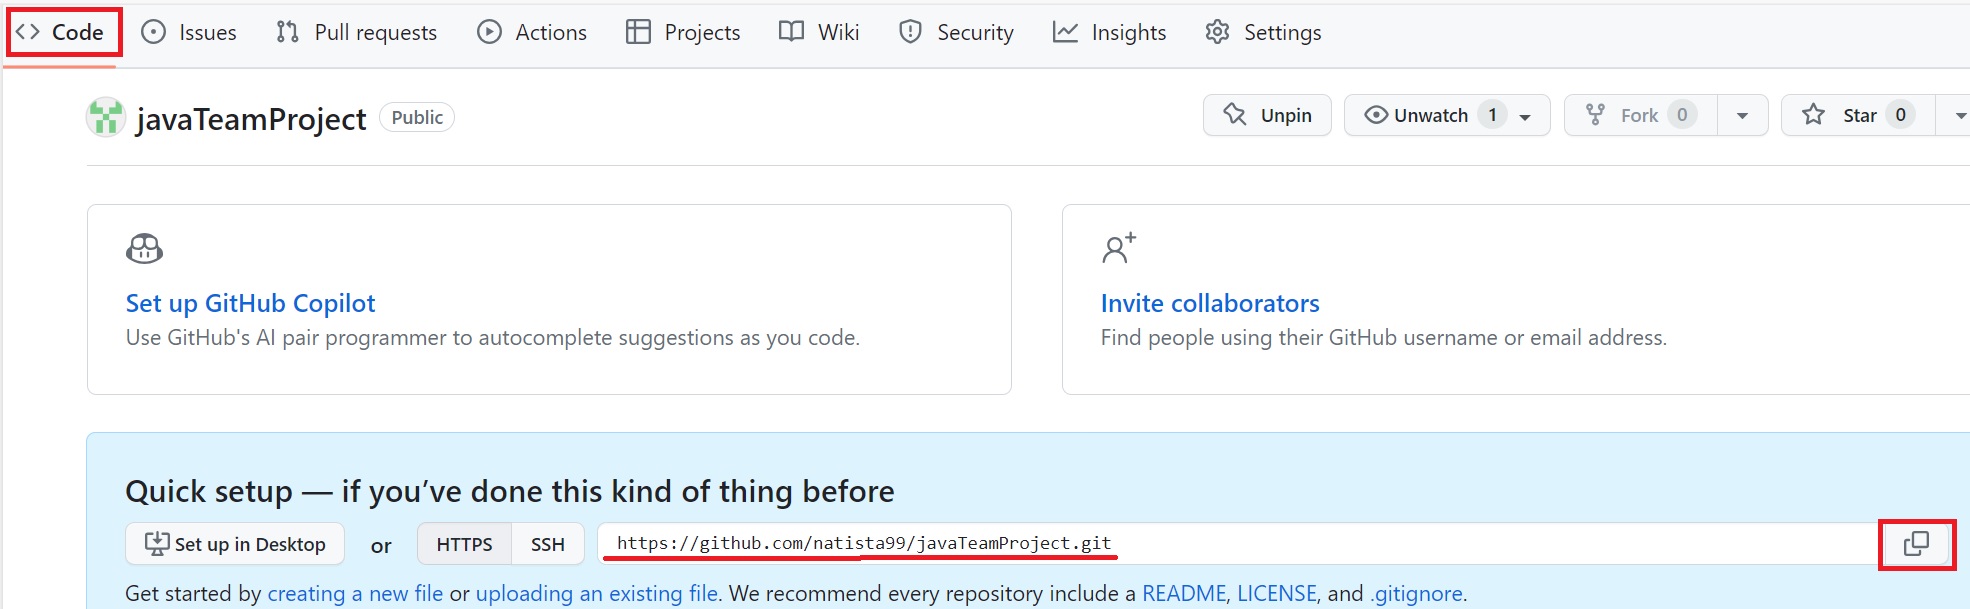 Code Issues Pull requests Actions Projects Wiki Security Insights Settings
javaTeamProject Public Unpin Unwatch 1 Fork 0 Star 0
Set up GitHub Copilot
Use GitHub's AI pair programmer to autocomplete suggestions as you code.
Invite collaborators
Find people using their GitHub username or email address.
Quick setup — if you’ve done this kind of thing before
Set up in Desktop or HTTPS SSH https://github.com/natista99/javaTeamProject.git
Get started by creating a new file or uploading an existing file. We recommend every repository include a README, LICENSE, and .gitignore.